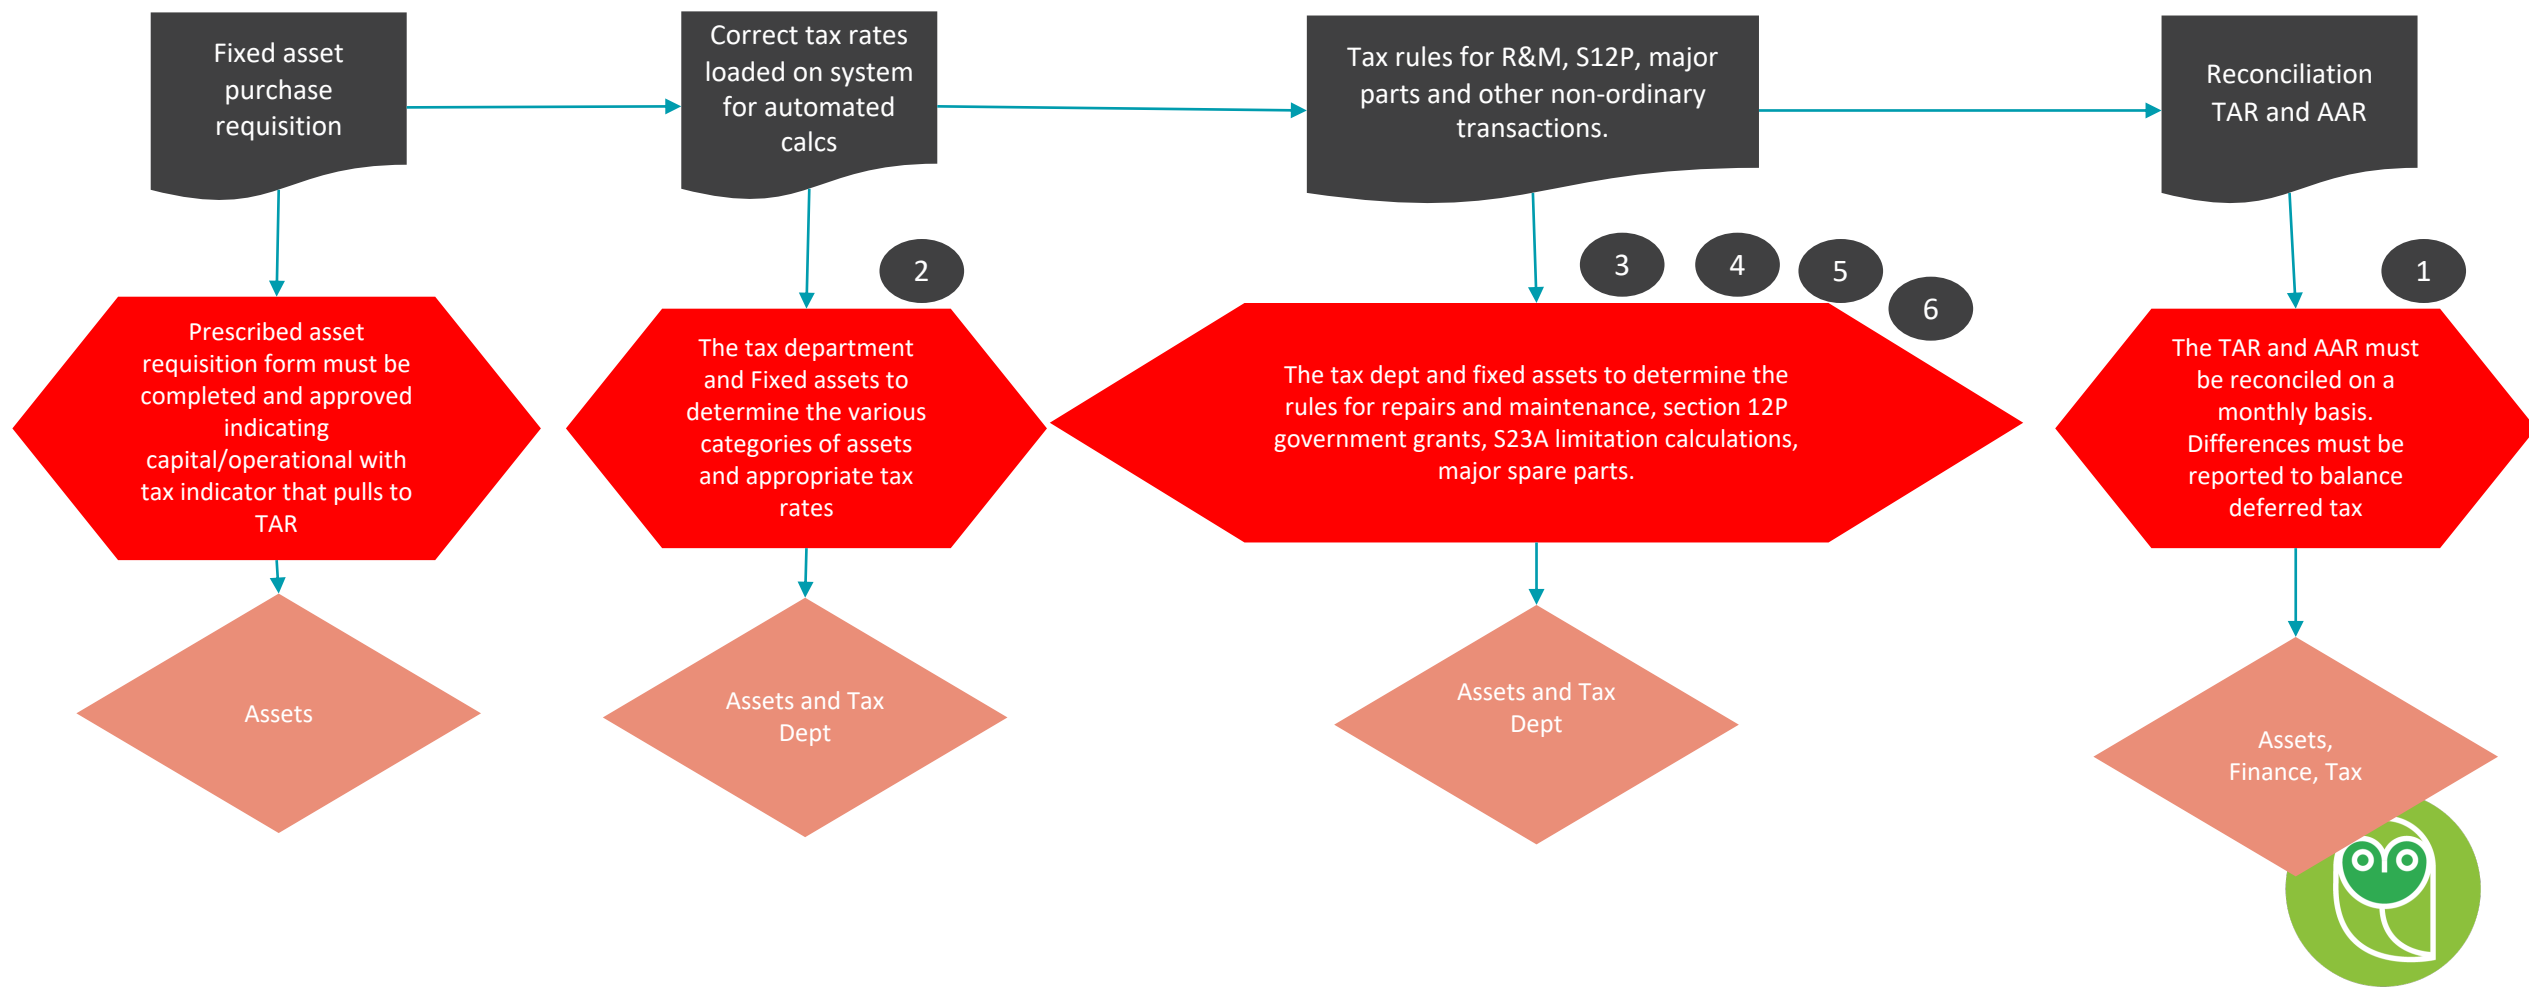 Fixed asset
purchase
requisition
Correct tax rates
loaded on system
for automated
calcs
Tax rules for R&M, S12P, major
parts and other non-ordinary
transactions.
Reconciliation
TAR and AAR
2
3
4
5
6
1
Prescribed asset
requisition form must be
completed and approved
indicating
capital/operational with
tax indicator that pulls to
TAR
The tax department
and Fixed assets to
determine the various
categories of assets
and appropriate tax
rates
The tax dept and fixed assets to determine the
rules for repairs and maintenance, section 12P
government grants, S23A limitation calculations,
major spare parts.
The TAR and AAR must
be reconciled on a
monthly basis.
Differences must be
reported to balance
deferred tax
Assets
Assets and Tax
Dept
Assets and Tax
Dept
Assets,
Finance, Tax